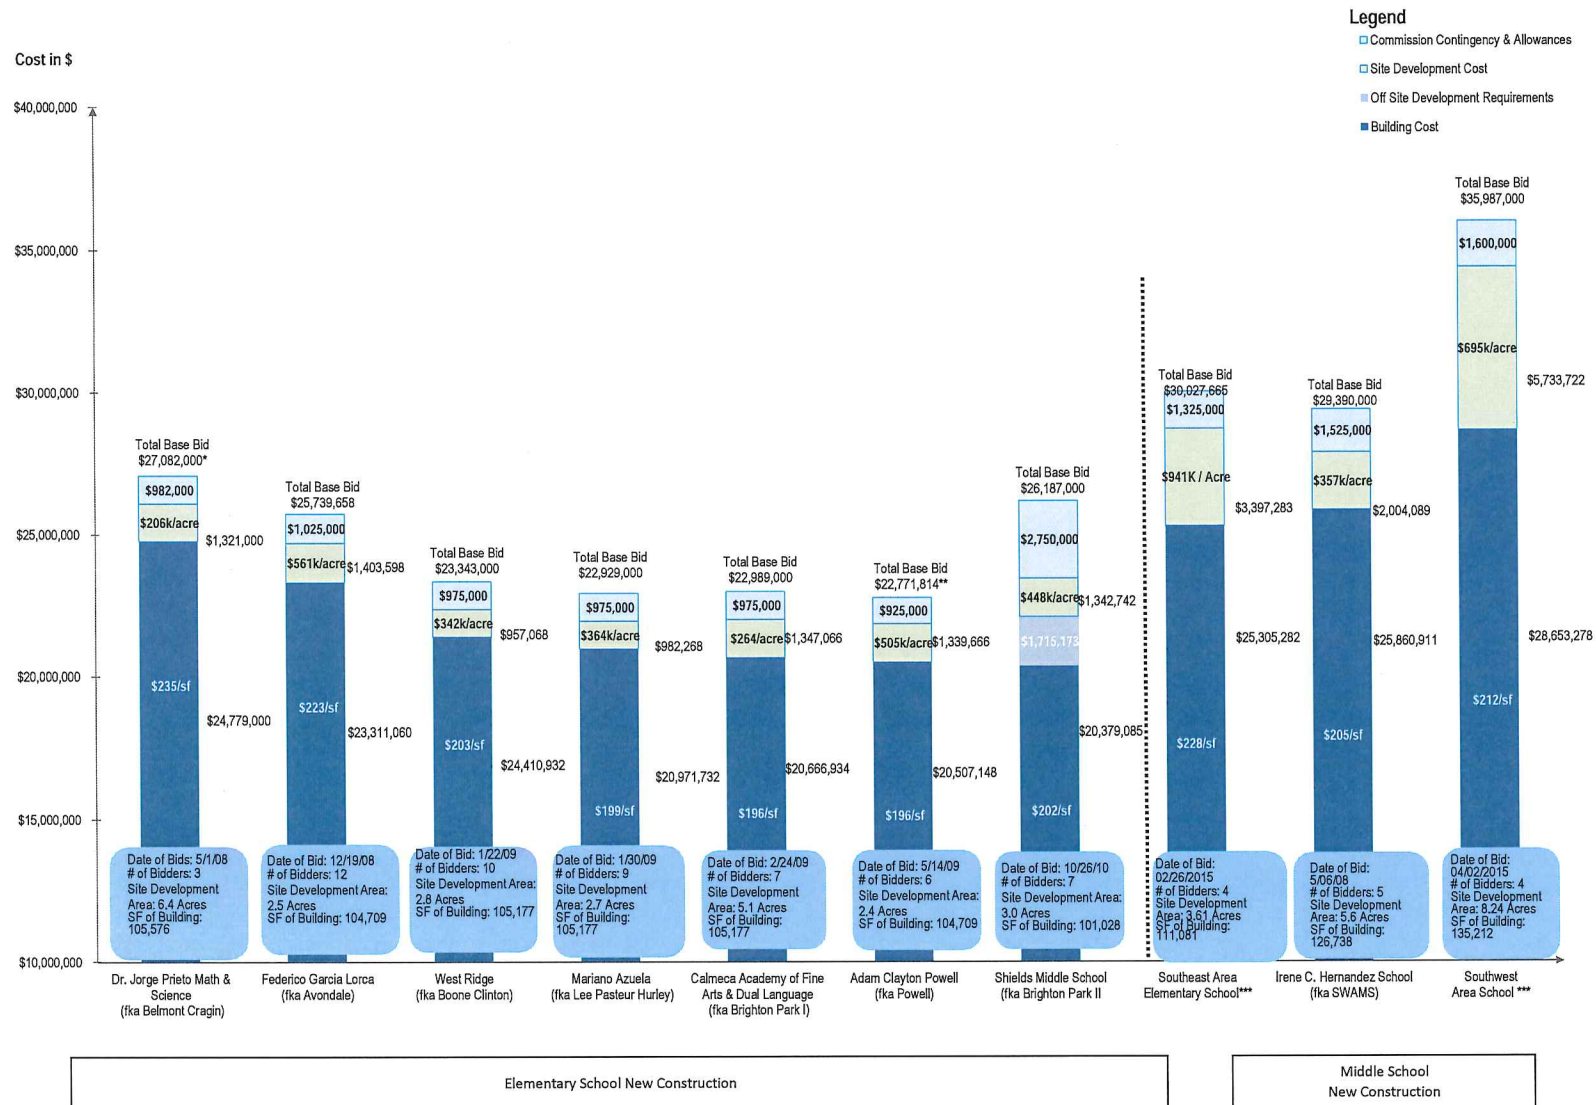 Legend
Commission Contingency & Allowances
Site Development Cost
Off Site Development Requirements
Building Cost
Cost in $
$40,000,000
$35,000,000
$30,000,000
$25,000,000
$20,000,000
$15,000,000
$10,000,000
Total Base Bid
$27,082,000*
$982,000
$206k/acre
$1,321,000
$235/sf
$24,779,000
Date of Bids: 5/1/08
# of Bidders: 3
Site Development
Area: 6.4 Acres
SF of Building:
105,576
Dr. Jorge Prieto Math &
Science
(fka Belmont Cragin)
Total Base Bid
$25,739,658
$1,025,000
$561k/acre
$1,403,598
$223/sf
$23,311,060
Date of Bid: 12/19/08
# of Bidders: 12
Site Development Area:
2.5 Acres
SF of Building: 104,709
Federico Garcia Lorca
(fka Avondale)
Total Base Bid
$23,343,000
$975,000
$342k/acre
$957,068
$203/sf
$24,410,932
Date of Bid: 1/22/09
# of Bidders: 10
Site Development Area:
2.8 Acres
SF of Building: 105,177
West Ridge
(fka Boone Clinton)
Total Base Bid
$22,929,000
$975,000
$364k/acre
$982,268
$199/sf
$20,971,732
Date of Bid: 1/30/09
# of Bidders: 9
Site Development
Area: 2.7 Acres
SF of Building:
105,177
Mariano Azuela
(fka Lee Pasteur Hurley)
Total Base Bid
$22,989,000
$975,000
$264/acre
$1,347,066
$196/sf
$20,666,934
Date of Bid: 2/24/09
# of Bidders: 7
Site Development
Area: 5.1 Acres
SF of Building:
105,177
Calmeca Academy of Fine
Arts & Dual Language
(fka Brighton Park I)
Total Base Bid
$22,771,814**
$925,000
$505k/acre
$1,339,666
$196/sf
$20,507,148
Date of Bid: 5/14/09
# of Bidders: 6
Site Development Area:
2.4 Acres
SF of Building: 104,709
Adam Clayton Powell
(fka Powell)
Total Base Bid
$26,187,000
$2,750,000
$448k/acre
$1,342,742
$1,715,173
$20,379,085
$202/sf
Date of Bid: 10/26/10
# of Bidders: 7
Site Development Area:
3.0 Acres
SF of Building: 101,028
Shields Middle School
(fka Brighton Park II
Total Base Bid
$30,027,665
$1,325,000
$941K / Acre
$3,397,283
$25,305,282
$228/sf
Date of Bid:
02/26/2015
# of Bidders: 4
Site Development
Area: 3.61 Acres
SF of Building:
111,081
Southeast Area
Elementary School***
Total Base Bid
$29,390,000
$1,525,000
$357k/acre
$2,004,089
$25,860,911
$205/sf
Date of Bid:
5/06/08
# of Bidders: 5
Site Development
Area: 5.6 Acres
SF of Building:
126,738
Irene C. Hernandez School
(fka SWAMS)
Total Base Bid
$35,987,000
$1,600,000
$695k/acre
$5,733,722
$28,653,278
$212/sf
Date of Bid:
04/02/2015
# of Bidders: 4
Site Development
Area: 8.24 Acres
SF of Building:
135,212
Southwest
Area School ***
Elementary School New Construction
Middle School
New Construction